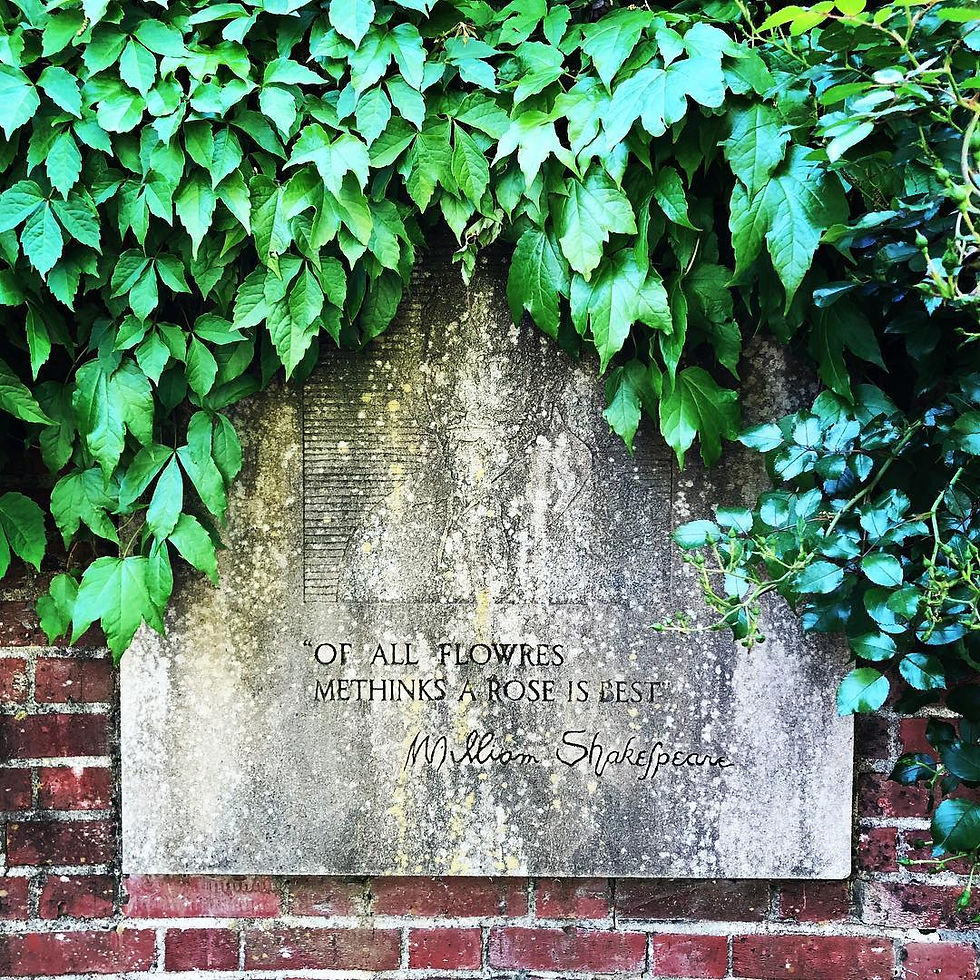 "OF ALL FLOWRES
METHINKS A ROSE IS BEST"
William Shakespeare